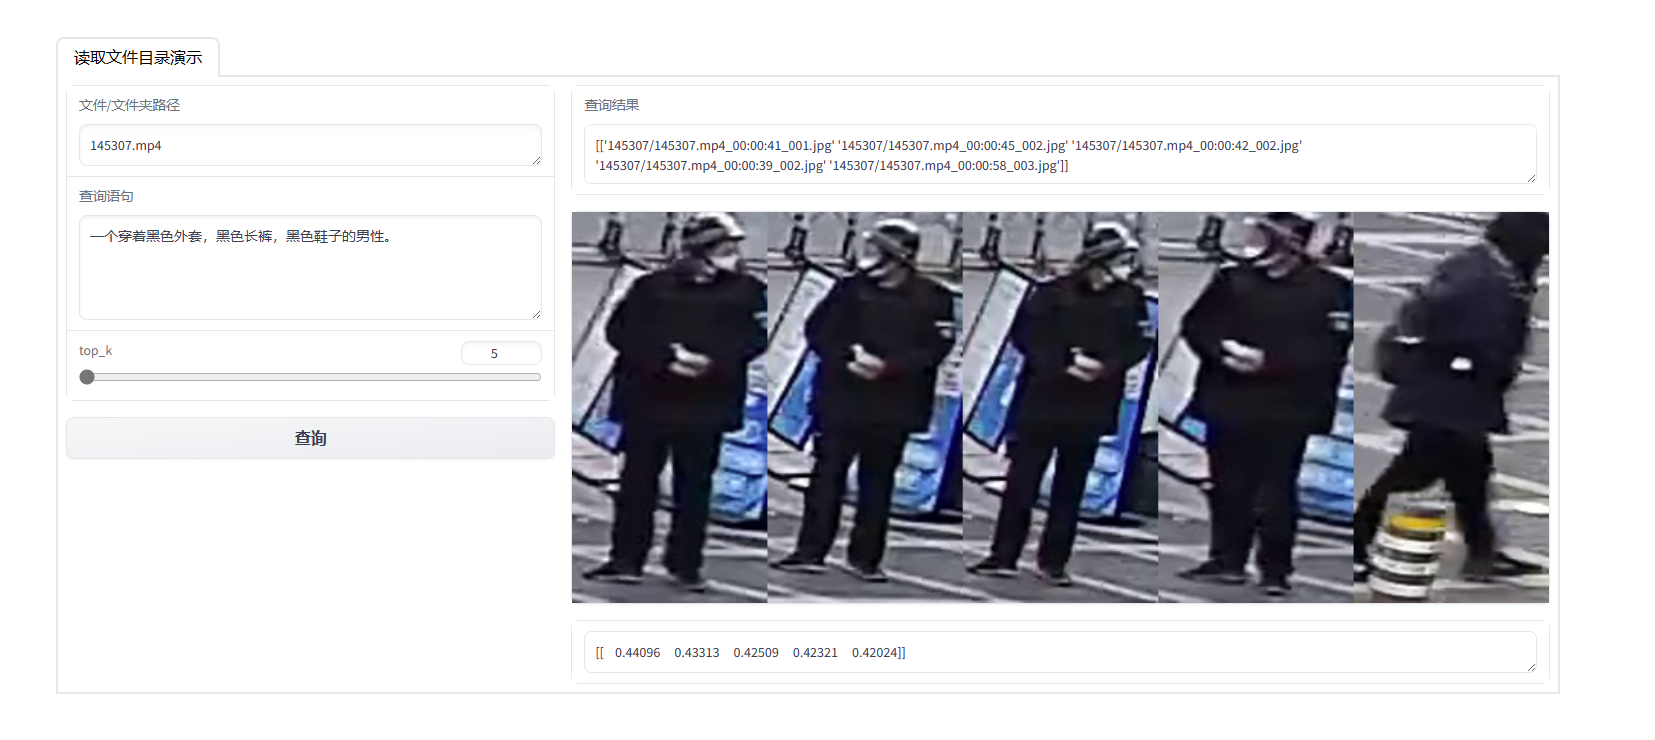 读取文件目录演示
文件/文件夹路径
145307.mp4
查询语句
一个穿着黑色外套，黑色长裤，黑色鞋子的男性。
top_k
5
查询
查询结果
[['145307/145307.mp4_00:00:41_001.jpg' '145307/145307.mp4_00:00:45_002.jpg' '145307/145307.mp4_00:00:42_002.jpg'
'145307/145307.mp4_00:00:39_002.jpg' '145307/145307.mp4_00:00:58_003.jpg']]
[[ 0.44096 0.43313 0.42509 0.42321 0.42024]]